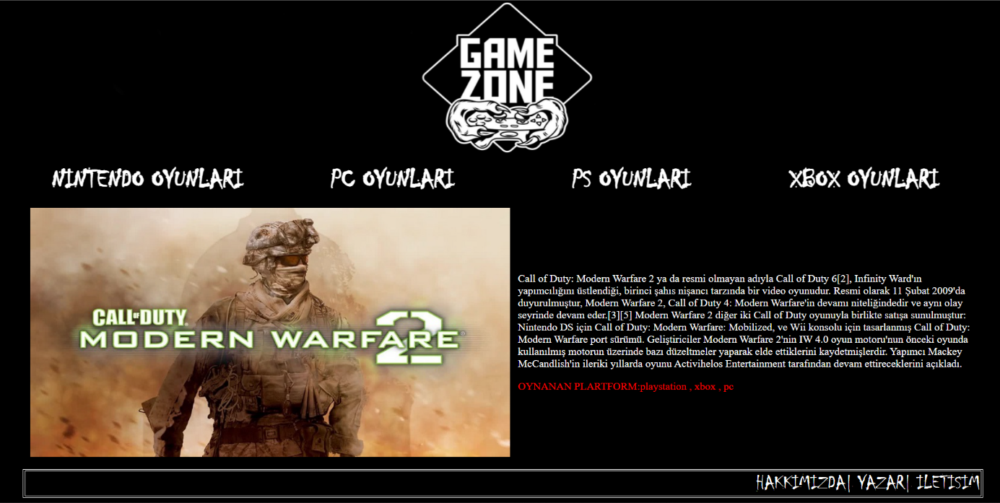 GAME
ZONE
NINTENDO OYUNLARI PC OYUNLARI PS OYUNLARI XBOX OYUNLARI
CALL OF DUTY®
MODERN WARFARE 2®
Call of Duty: Modern Warfare 2 ya da resmi olmayan adıyla Call of Duty 6[2], Infinity Ward'ın
yapımcılığını üstlendiği, birinci şahıs nişancı tarzında bir video oyunudur. Resmi olarak 11 Şubat 2009'da
duyurulmuştur, Modern Warfare 2, Call of Duty 4: Modern Warfare'in devamı niteliğindedir ve aynı olay
seyrinde devam eder.[3][5] Modern Warfare 2 diğer iki Call of Duty oyunuyla birlikte satışa sunulmuştur:
Nintendo DS için Call of Duty: Modern Warfare: Mobilized, ve Wii konsolu için tasarlanmış Call of Duty:
Modern Warfare port sürümü. Geliştiriciler Modern Warfare 2'nin IW 4.0 oyun motoru'nun önceki oyunda
kullanılmış motorun üzerinde bazı düzeltmeler yaparak elde ettiklerini kaydetmişlerdir. Yapımcı Mackey
McCandlish'in ileriki yıllarda oyunu Activihelos Entertainment tarafından devam ettireceklerini açıkladı.
OYNANAN PLARTFORM:playstation , xbox , pc
HAKKIMIZDA| YAZAR| ILETISIM